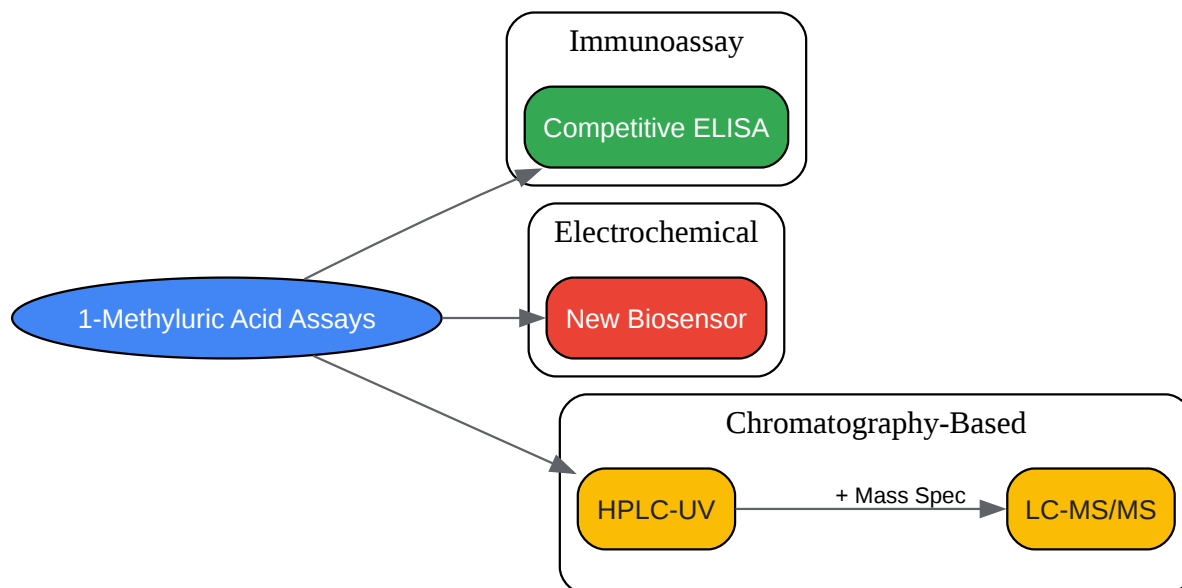 Immunoassay
Competitive ELISA
Electrochemical
1-Methyluric Acid Assays
New Biosensor
Chromatography-Based
HPLC-UV
+ Mass Spec
LC-MS/MS